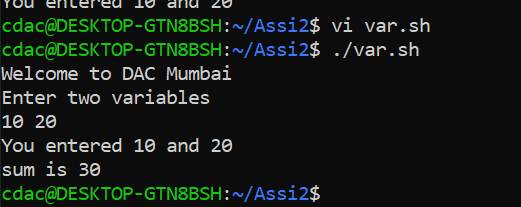 You entered 10 and 20
cdac@DESKTOP-GTN8BSH:~/Assi2$ vi var.sh
cdac@DESKTOP-GTN8BSH:~/Assi2$ ./var.sh
Welcome to DAC Mumbai
Enter two variables
10 20
You entered 10 and 20
sum is 30
cdac@DESKTOP-GTN8BSH:~/Assi2$